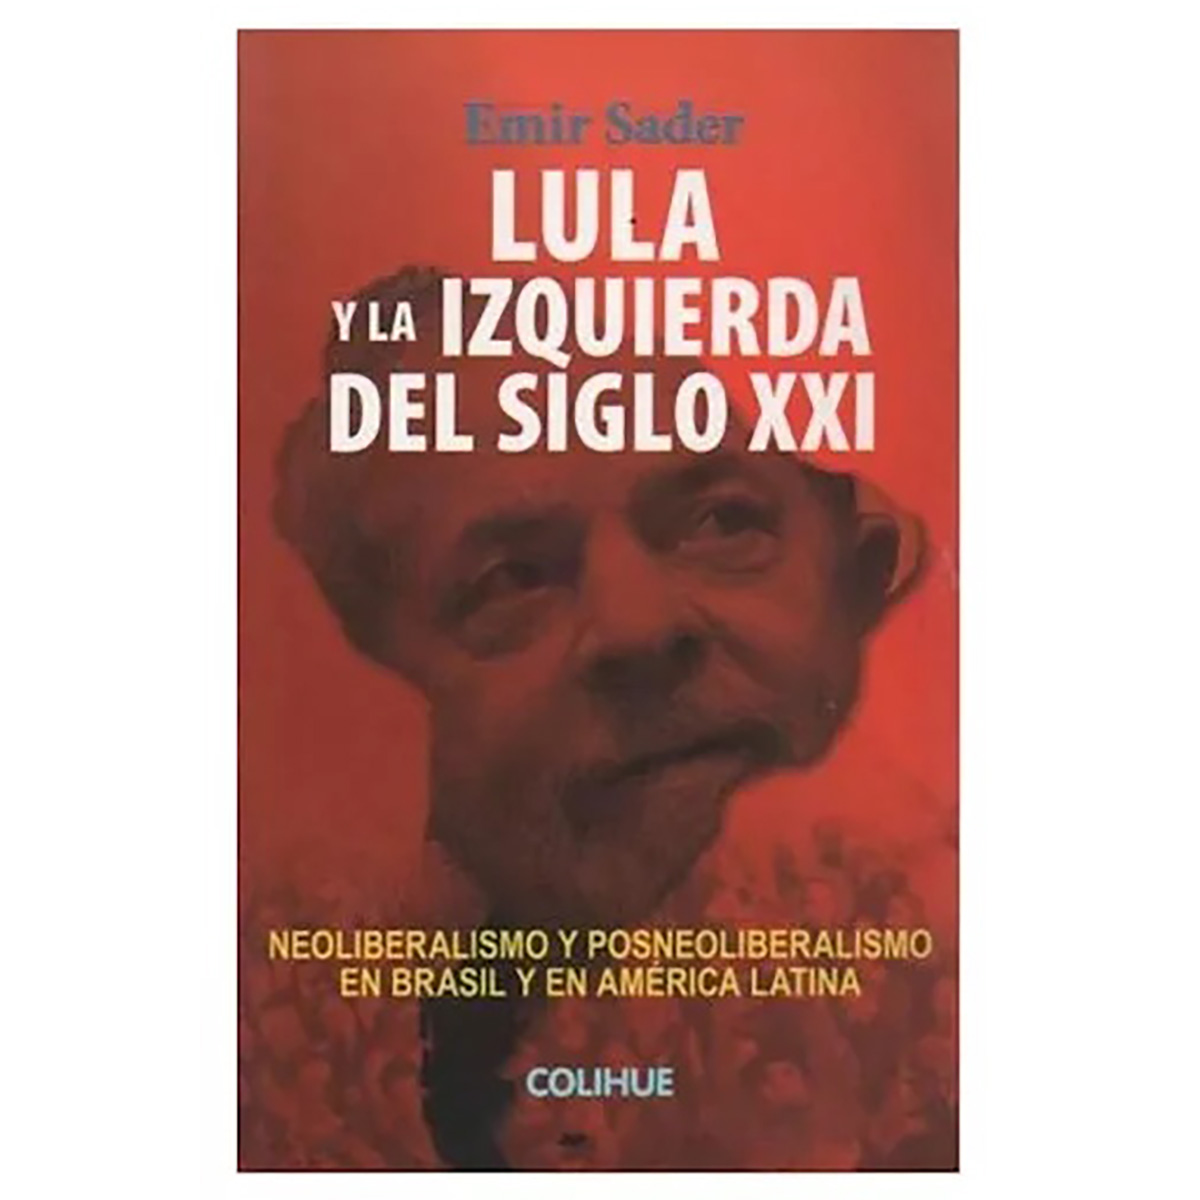 Emir Sader
LULA
Y LA IZQUIERDA
DEL SIGLO XXI
NEOLIBERALISMO Y POSNEOLIBERALISMO
EN BRASIL Y EN AMÉRICA LATINA
COLIHUE